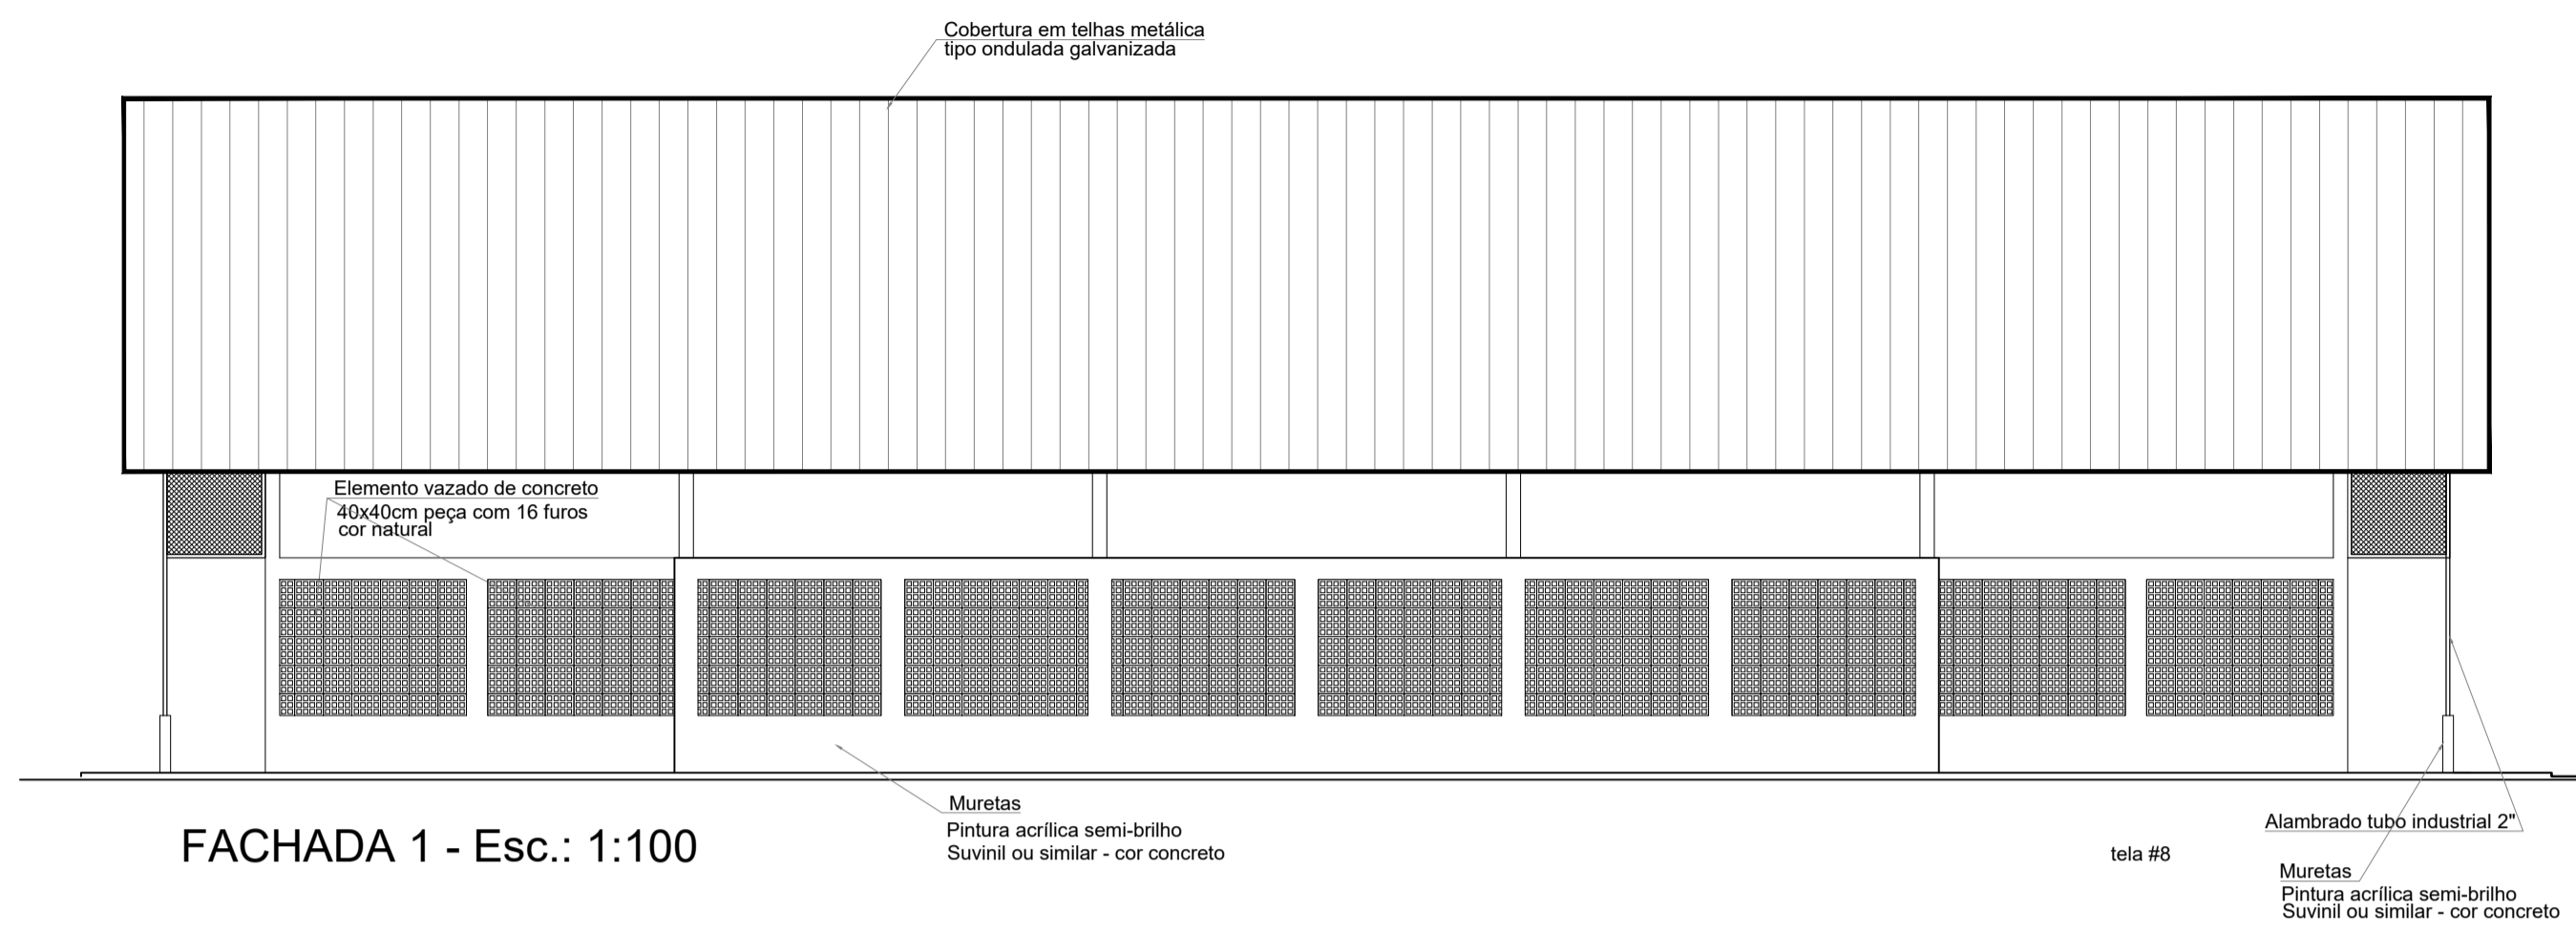 Cobertura em telhas metálica
tipo ondulada galvanizada
Elemento vazado de concreto
40x40cm peça com 16 furos
cor natural
Muretas
Pintura acrílica semi-brilho
Suvinil ou similar - cor concreto
FACHADA 1 - Esc.: 1:100
Alambrado tubo industrial 2"
tela #8
Muretas
Pintura acrílica semi-brilho
Suvinil ou similar - cor concreto